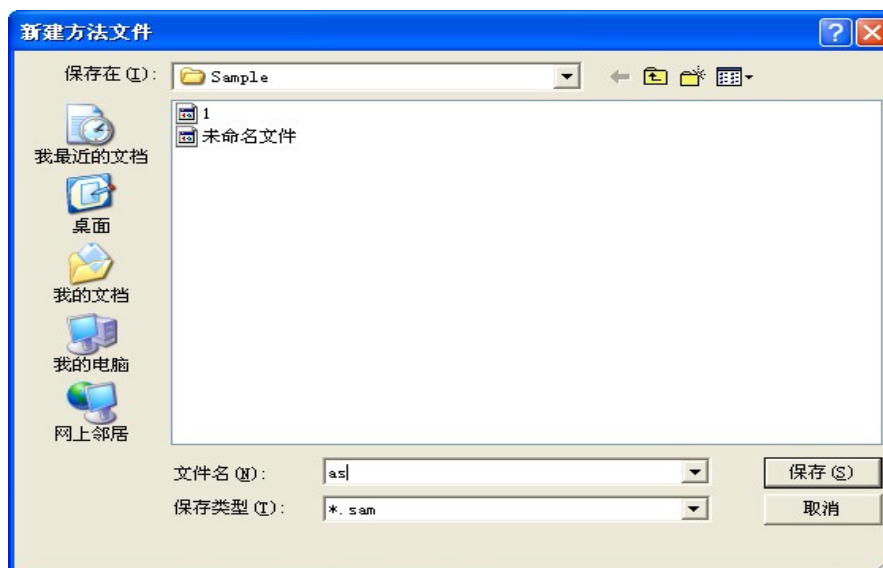 新建方法文件
保存在(I):
Sample
1
未命名文件
我最近的文档
桌面
我的文档
我的电脑
网上邻居
文件名(N):
as
保存(S)
保存类型(T):
*.sam
取消